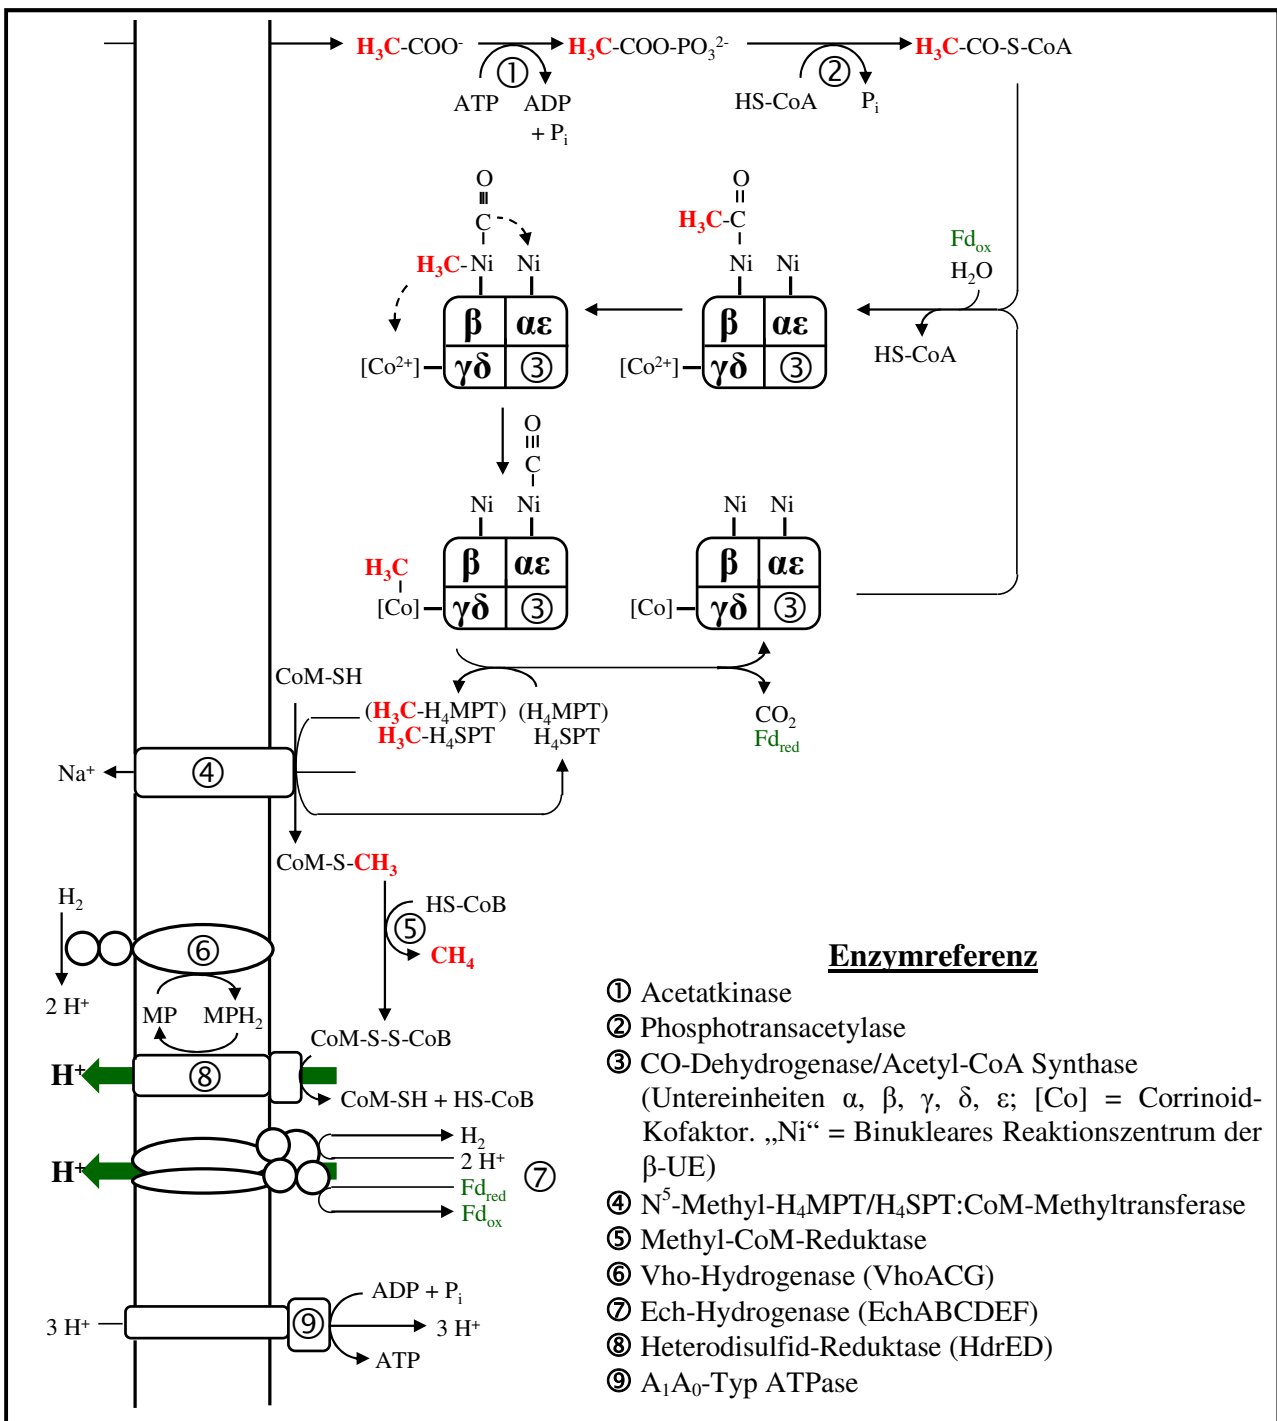 H₃C-COO⁻ H₃C-COO-PO₃²⁻ H₃C-CO-S-CoA
① ②
ATP ADP HS-CoA Pᵢ
+ Pᵢ
O O
C H₃C-C
Fd_ox
H₃C-Ni Ni Ni Ni H₂O
β αε β αε
HS-CoA
[Co²⁺] γδ ③ [Co²⁺] γδ ③
O
C
Ni Ni Ni Ni
β αε β αε
H₃C
[Co] γδ ③ [Co] γδ ③
CoM-SH
(H₃C-H₄MPT) (H₄MPT) CO₂
H₃C-H₄SPT H₄SPT Fd_red
Na⁺ ④
CoM-S-CH₃
H₂ HS-CoB
⑤
⑥ CH₄
2 H⁺ MP MPH₂
CoM-S-S-CoB
H⁺ ⑧
CoM-SH + HS-CoB
H₂
2 H⁺
H⁺ ⑦
Fd_red
Fd_ox
ADP + Pᵢ
3 H⁺ ⑨ 3 H⁺
ATP
Enzymreferenz
① Acetatkinase
② Phosphotransacetylase
③ CO-Dehydrogenase/Acetyl-CoA Synthase
(Untereinheiten α, β, γ, δ, ε; [Co] = Corrinoid-
Kofaktor. „Ni“ = Binukleares Reaktionszentrum der
β-UE)
④ N⁵-Methyl-H₄MPT/H₄SPT:CoM-Methyltransferase
⑤ Methyl-CoM-Reduktase
⑥ Vho-Hydrogenase (VhoACG)
⑦ Ech-Hydrogenase (EchABCDEF)
⑧ Heterodisulfid-Reduktase (HdrED)
⑨ A₁A₀-Typ ATPase